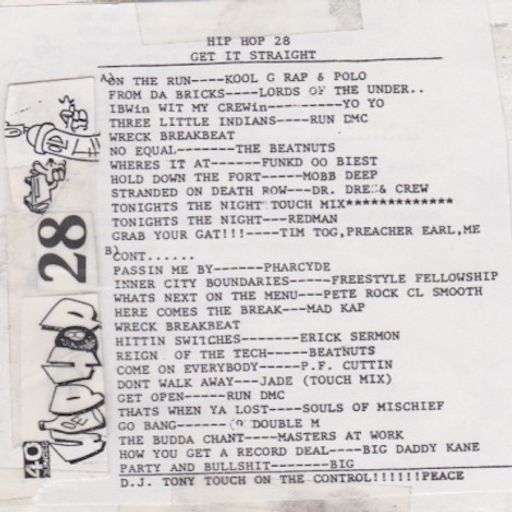 HIP HOP 28
GET IT STRAIGHT
A) ON THE RUN----KOOL G RAP & POLO
FROM DA BRICKS----LORDS OF THE UNDER..
IBWin WIT MY CREWin---------YO YO
THREE LITTLE INDIANS----RUN DMC
WRECK BREAKBEAT
NO EQUAL-------THE BEATNUTS
WHERES IT AT------FUNKD OO BIEST
HOLD DOWN THE FORT-----MOBB DEEP
STRANDED ON DEATH ROW---DR. DRE & CREW
TONIGHTS THE NIGHT TOUCH MIX*************
TONIGHTS THE NIGHT---REDMAN
GRAB YOUR GAT!!!----TIM TOG,PREACHER EARL,ME
B) CONT......
PASSIN ME BY------PHARCYDE
INNER CITY BOUNDARIES-----FREESTYLE FELLOWSHIP
WHATS NEXT ON THE MENU---PETE ROCK CL SMOOTH
HERE COMES THE BREAK---MAD KAP
WRECK BREAKBEAT
HITTIN SWITCHES-------ERICK SERMON
REIGN OF THE TECH-----BEATNUTS
COME ON EVERYBODY-----P.F. CUTTIN
DONT WALK AWAY---JADE (TOUCH MIX)
GET OPEN-----RUN DMC
THATS WHEN YA LOST----SOULS OF MISCHIEF
GO BANG------ DOUBLE M
THE BUDDA CHANT----MASTERS AT WORK
HOW YOU GET A RECORD DEAL----BIG DADDY KANE
PARTY AND BULLSHIT-------BIG
D.J. TONY TOUCH ON THE CONTROL!!!!!!PEACE
28
HIPHOP
40